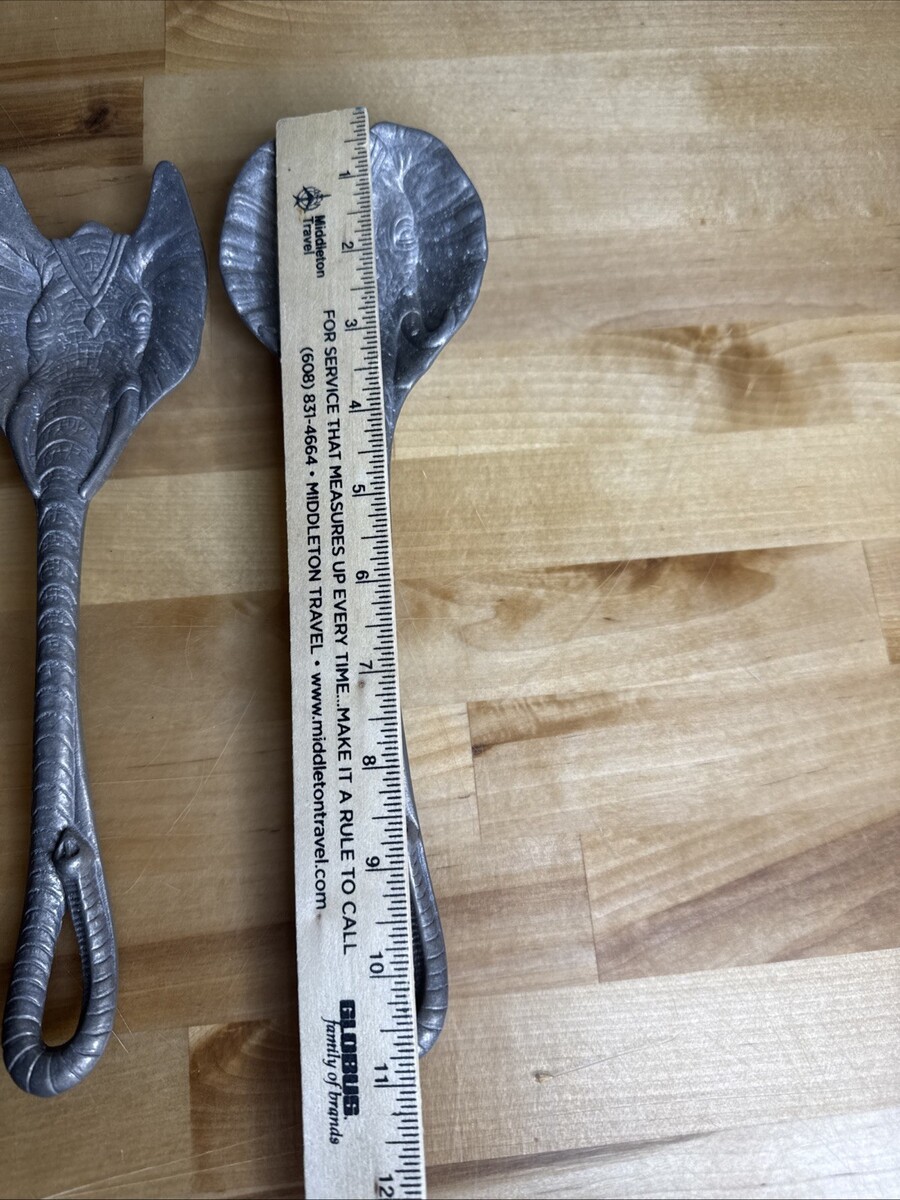 1
2
3
4
5
6
7
8
9
10
11
12
Middleton
Travel
FOR SERVICE THAT MEASURES UP EVERY TIME...MAKE IT A RULE TO CALL
(608) 831-4664 • MIDDLETON TRAVEL • www.middletontravel.com
GLOBUS.
family of brands